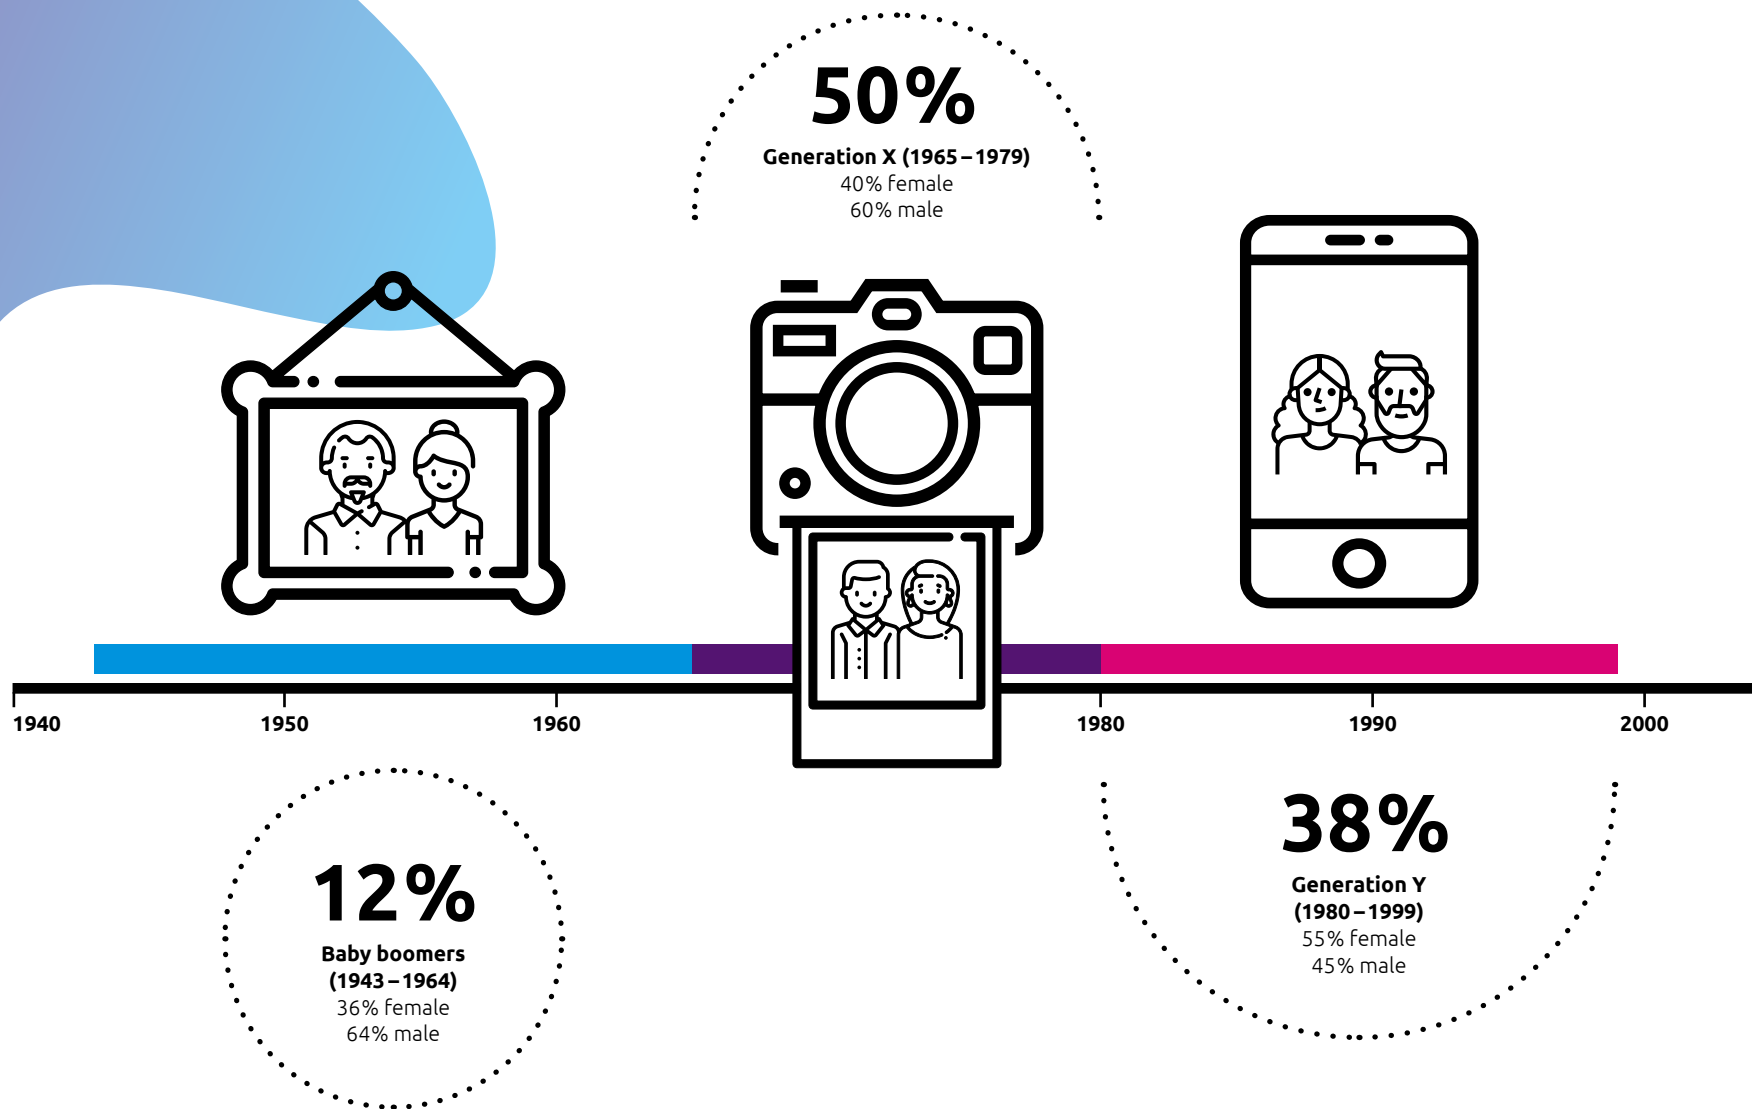 50%
Generation X (1965 – 1979)
40% female
60% male
1940
1950
1960
1980
1990
2000
12%
Baby boomers
(1943 – 1964)
36% female
64% male
38%
Generation Y
(1980 – 1999)
55% female
45% male